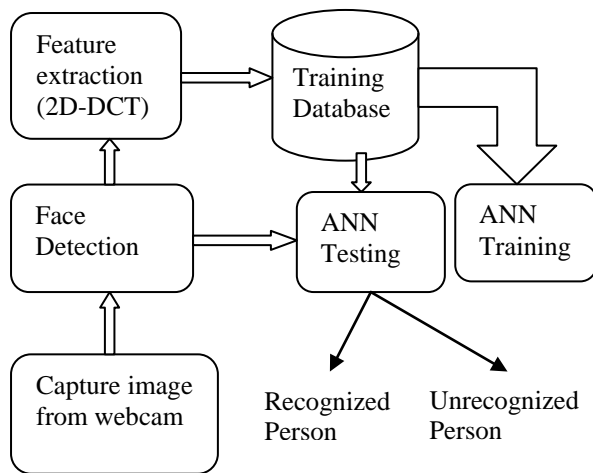 Feature
extraction
(2D-DCT)
Training
Database
Face
Detection
ANN
Testing
ANN
Training
Capture image
from webcam
Recognized
Person
Unrecognized
Person